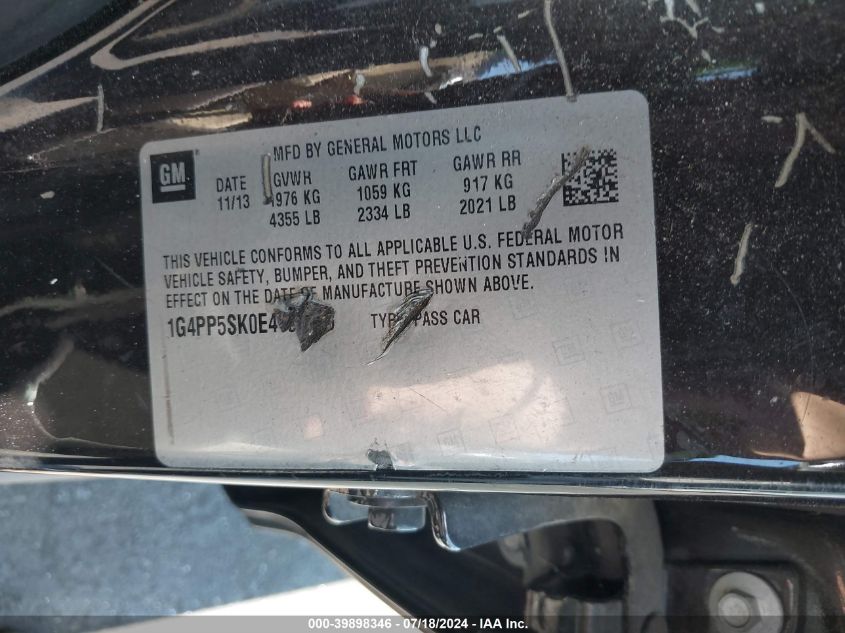 GM
MFD BY GENERAL MOTORS LLC
DATE GVWR GAWR FRT GAWR RR
11/13 1976 KG 1059 KG 917 KG
4355 LB 2334 LB 2021 LB
THIS VEHICLE CONFORMS TO ALL APPLICABLE U.S. FEDERAL MOTOR
VEHICLE SAFETY, BUMPER, AND THEFT PREVENTION STANDARDS IN
EFFECT ON THE DATE OF MANUFACTURE SHOWN ABOVE.
1G4PP5SK0E4 TYPE PASS CAR
000-39898346 / 07/18/2024 - IAA Inc.